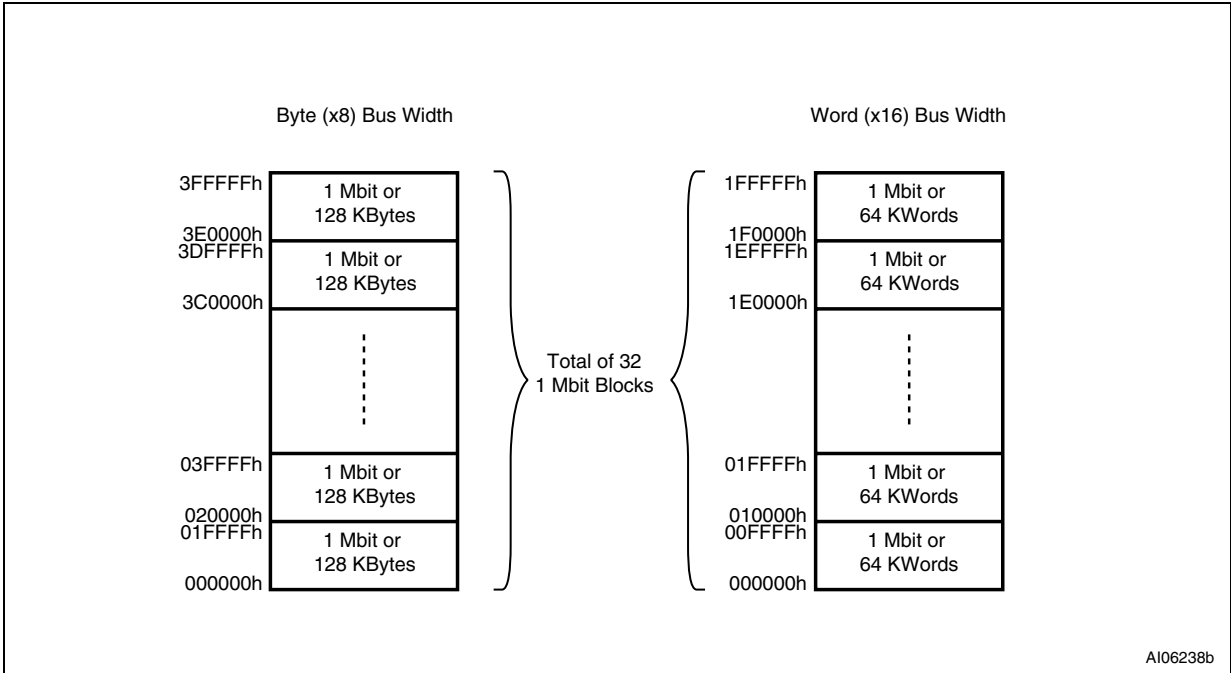 Byte (x8) Bus Width
3FFFFFh
1 Mbit or
128 KBytes
3E0000h
3DFFFFh
1 Mbit or
128 KBytes
3C0000h
03FFFFh
1 Mbit or
128 KBytes
020000h
01FFFFh
1 Mbit or
128 KBytes
000000h
Total of 32
1 Mbit Blocks
Word (x16) Bus Width
1FFFFFh
1 Mbit or
64 KWords
1F0000h
1EFFFFh
1 Mbit or
64 KWords
1E0000h
01FFFFh
1 Mbit or
64 KWords
010000h
00FFFFh
1 Mbit or
64 KWords
000000h
AI06238b